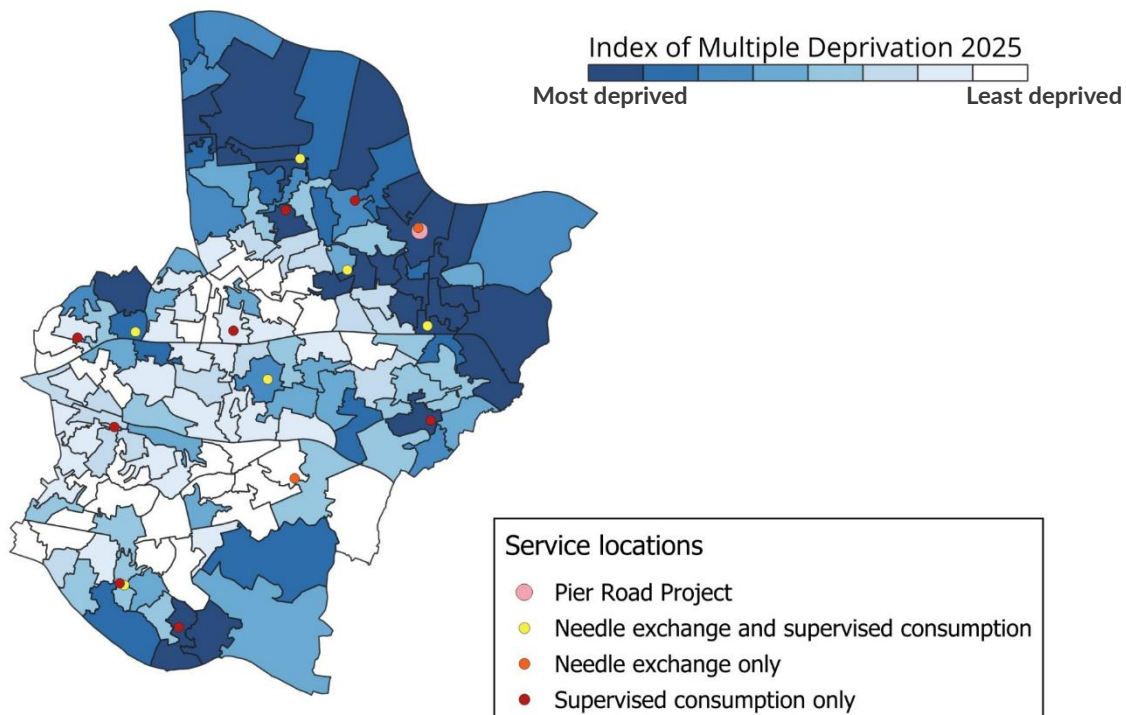 Index of Multiple Deprivation 2025
Most deprived Least deprived
Service locations
Pier Road Project
Needle exchange and supervised consumption
Needle exchange only
Supervised consumption only